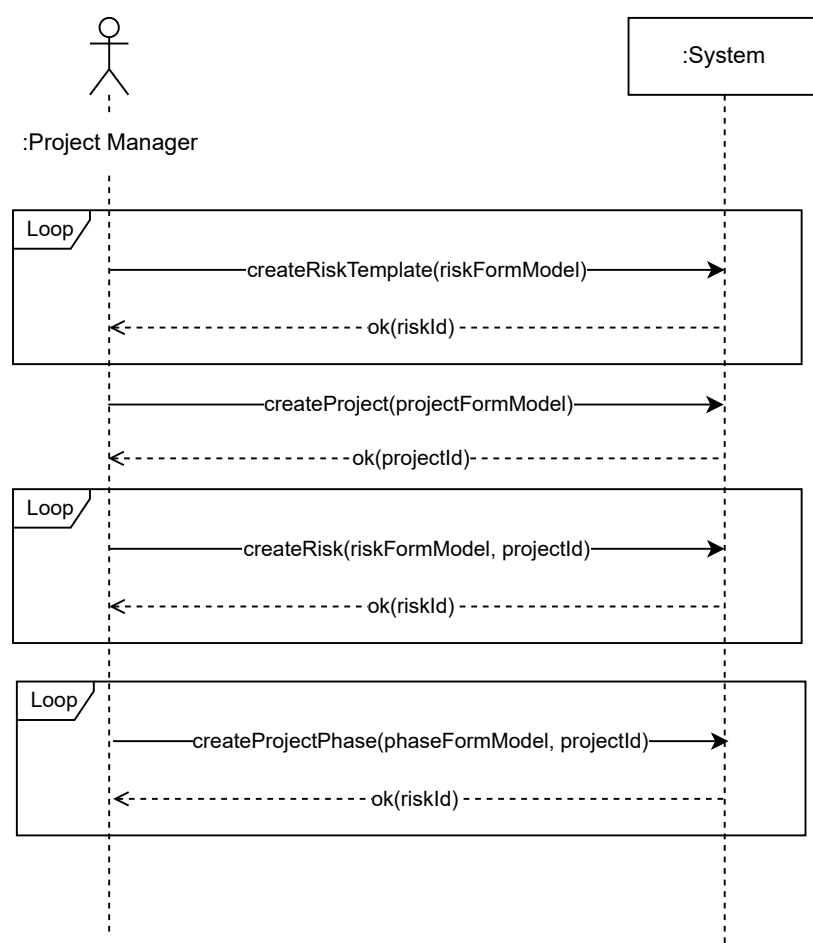 :System
:Project Manager
Loop
createRiskTemplate(riskFormModel)
ok(riskId)
createProject(projectFormModel)
ok(projectId)
Loop
createRisk(riskFormModel, projectId)
ok(riskId)
Loop
createProjectPhase(phaseFormModel, projectId)
ok(riskId)